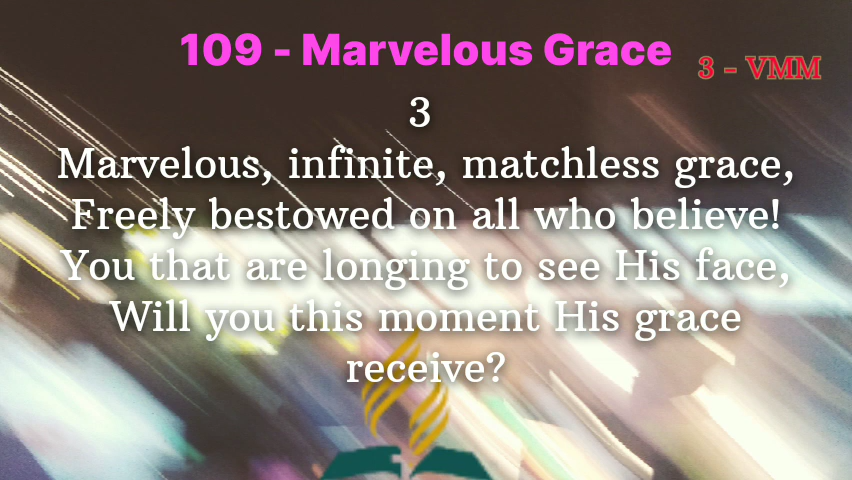 109 - Marvelous Grace
3 - VMM
3
Marvelous, infinite, matchless grace,
Freely bestowed on all who believe!
You that are longing to see His face,
Will you this moment His grace
receive?